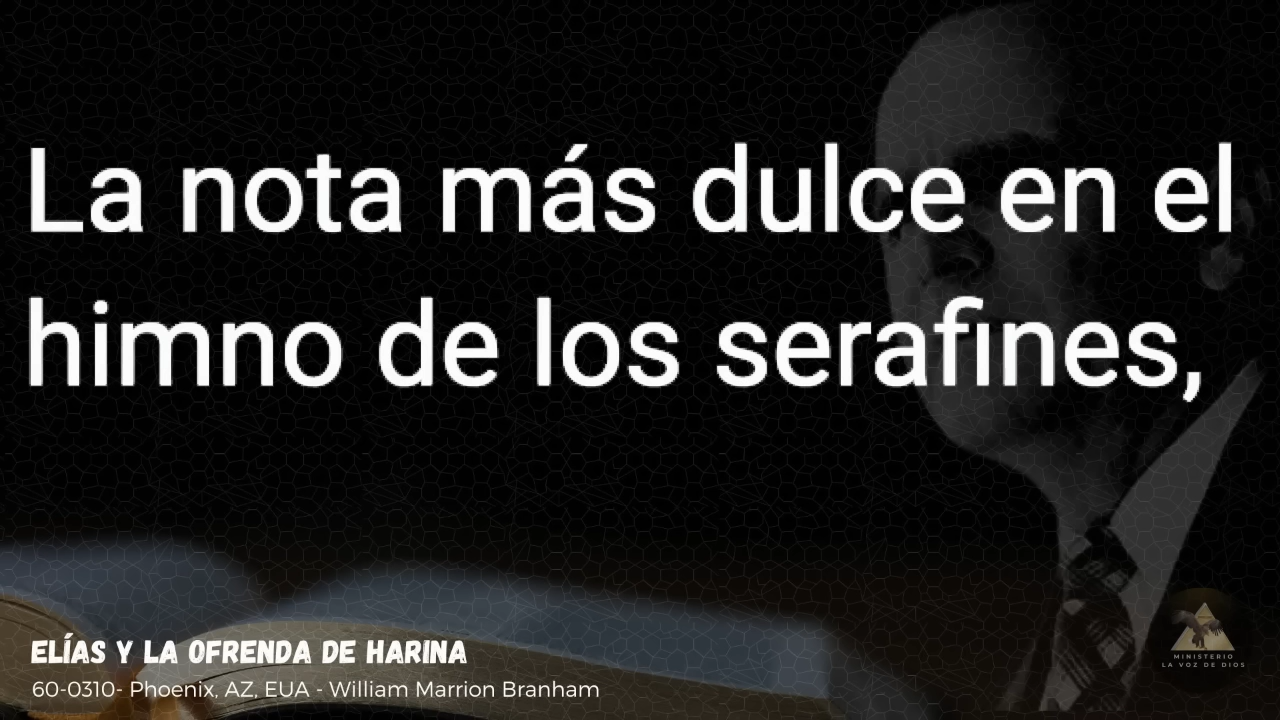 La nota más dulce en el
himno de los serafines,
ELÍAS Y LA OFRENDA DE HARINA
60-0310- Phoenix, AZ, EUA - William Marrion Branham
MINISTERIO
LA VOZ DE DIOS